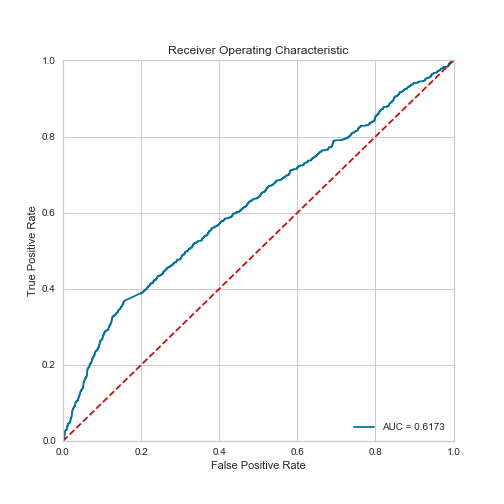 Receiver Operating Characteristic
1.0
0.8
0.6
0.4
0.2
0.0
True Positive Rate
0.0 0.2 0.4 0.6 0.8 1.0
False Positive Rate
AUC = 0.6173